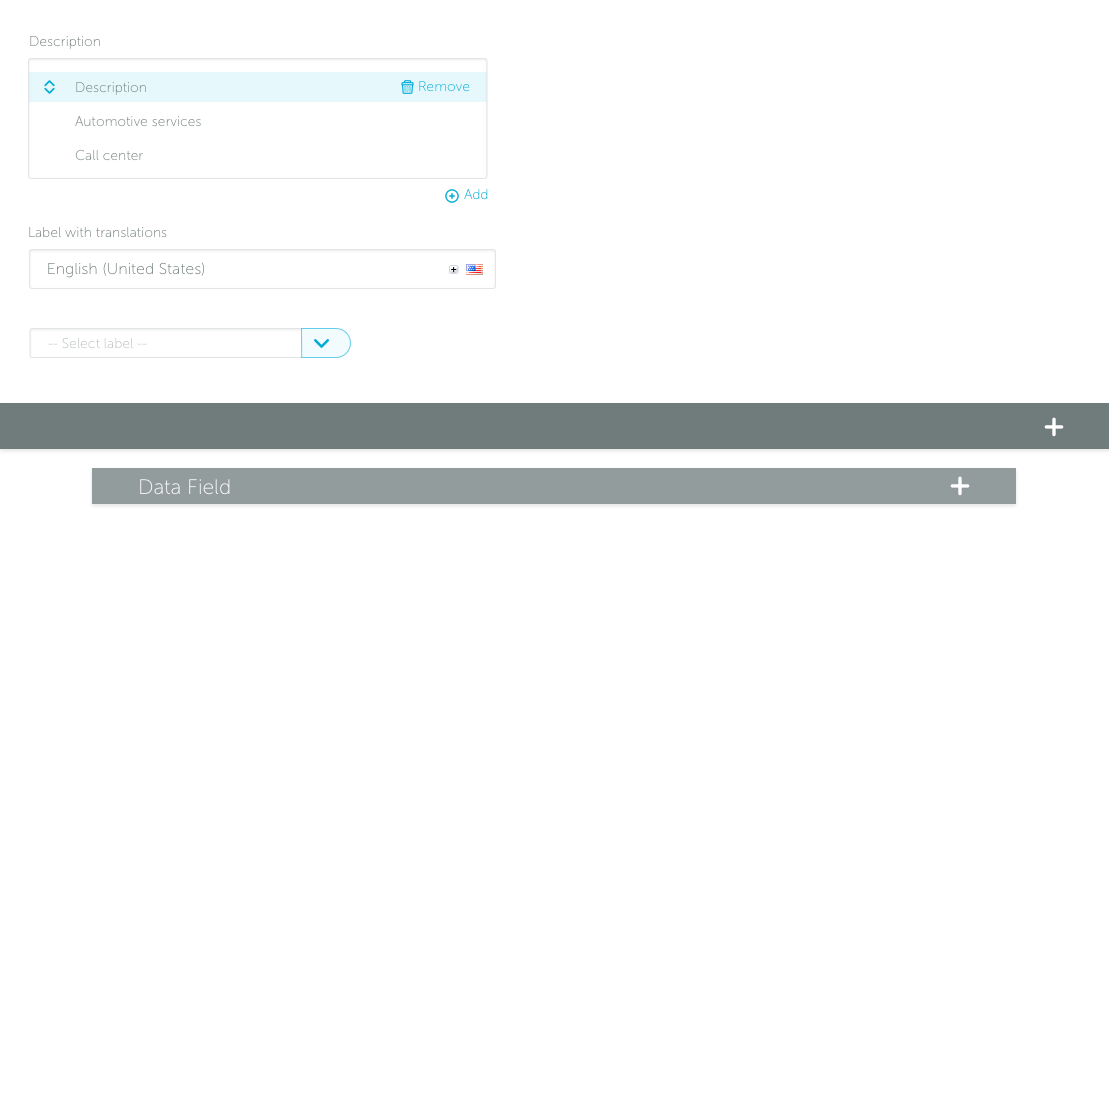 Description
Description Remove
Automotive services
Call center
Add
Label with translations
English (United States)
-- Select label --
Data Field